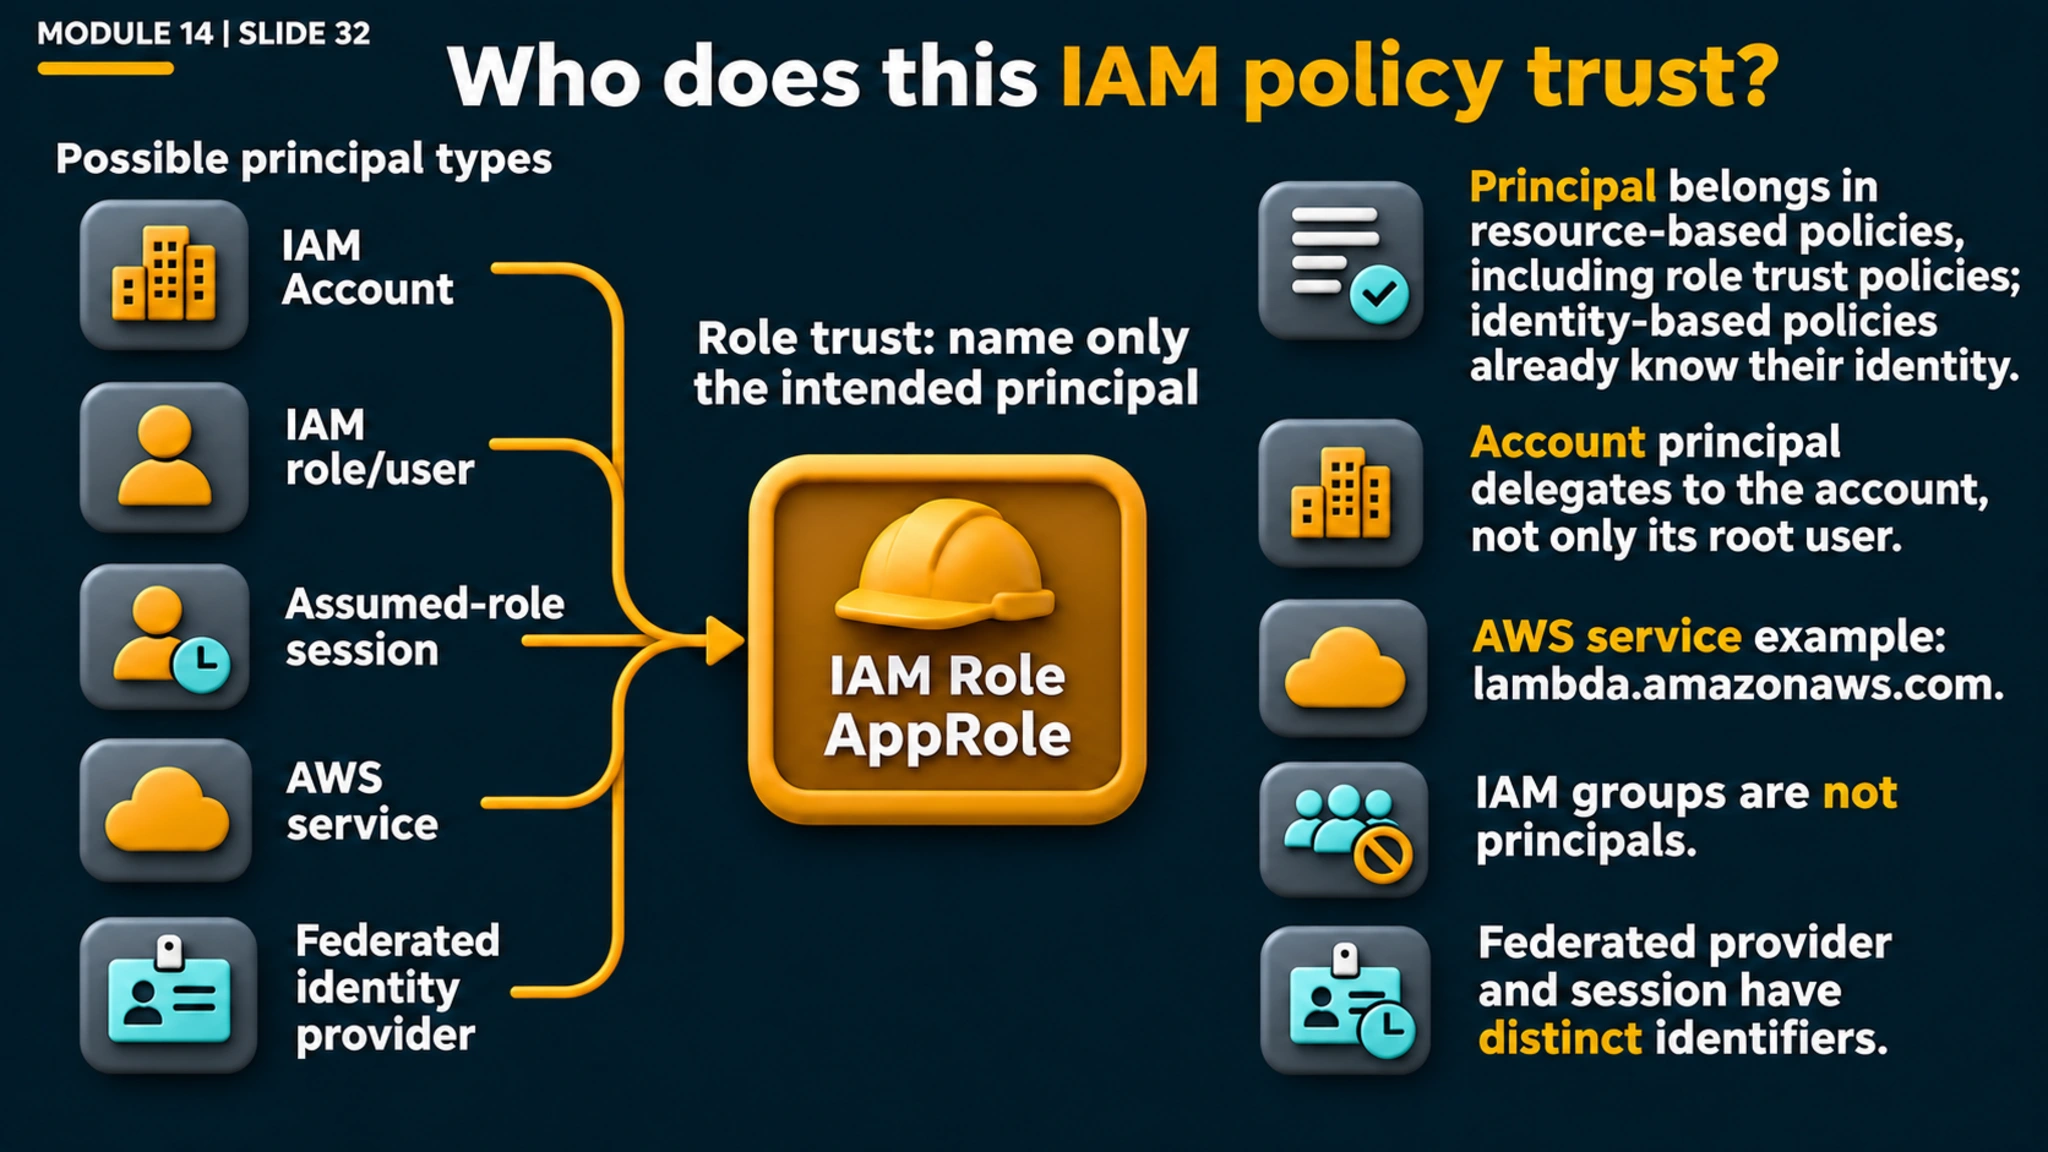 MODULE 14 | SLIDE 32
Who does this IAM policy trust?
Possible principal types
IAM
Account
IAM
role/user
Assumed-role
session
AWS
service
Federated
identity
provider
Role trust: name only
the intended principal
IAM Role
AppRole
Principal belongs in
resource-based policies,
including role trust policies;
identity-based policies
already know their identity.
Account principal
delegates to the account,
not only its root user.
AWS service example:
lambda.amazonaws.com.
IAM groups are not
principals.
Federated provider
and session have
distinct identifiers.